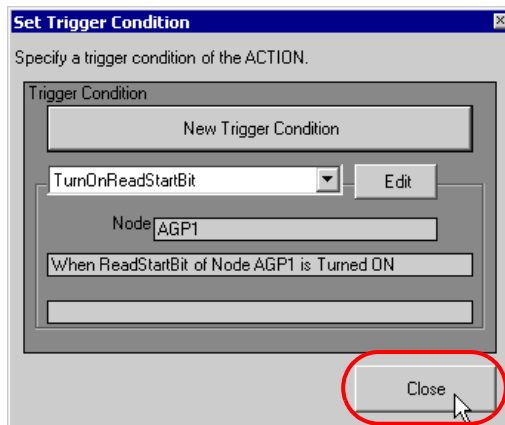 Set Trigger Condition
Specify a trigger condition of the ACTION.
Trigger Condition
New Trigger Condition
TurnOnReadStartBit
Edit
Node AGP1
When ReadStartBit of Node AGP1 is Turned ON
Close